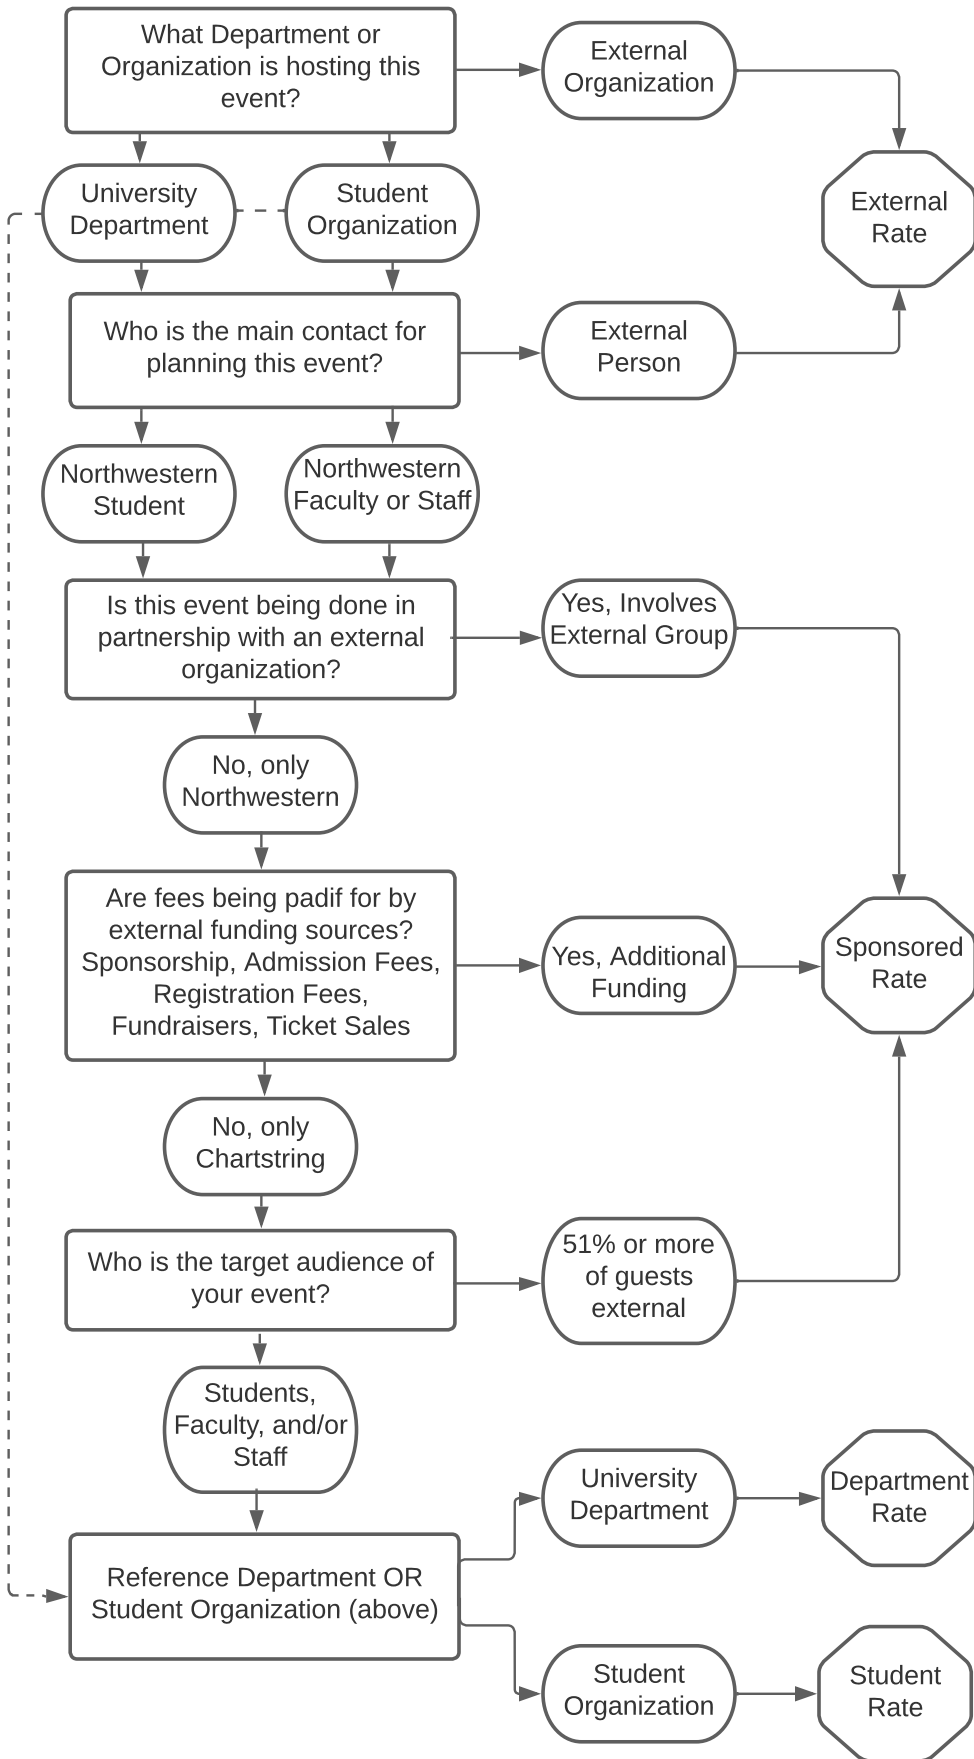 What Department or
Organization is hosting this
event?
External
Organization
University
Department
Student
Organization
External
Rate
Who is the main contact for
planning this event?
External
Person
Northwestern
Student
Northwestern
Faculty or Staff
Is this event being done in
partnership with an external
organization?
Yes, Involves
External Group
No, only
Northwestern
Are fees being padif for by
external funding sources?
Sponsorship, Admission Fees,
Registration Fees,
Fundraisers, Ticket Sales
Yes, Additional
Funding
Sponsored
Rate
No, only
Chartstring
Who is the target audience of
your event?
51% or more
of guests
external
Students,
Faculty, and/or
Staff
University
Department
Department
Rate
Reference Department OR
Student Organization (above)
Student
Organization
Student
Rate